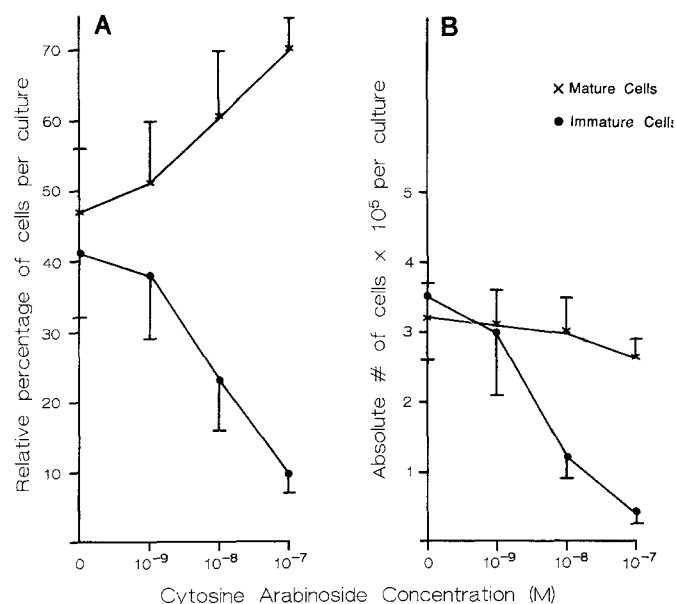 A
Relative percentage of cells per culture
70
60
50
40
30
20
10
0
10⁻⁹
10⁻⁸
10⁻⁷
B
Absolute # of cells × 10⁵ per culture
5
4
3
2
1
0
10⁻⁹
10⁻⁸
10⁻⁷
× Mature Cells
● Immature Cells
Cytosine Arabinoside Concentration (M)